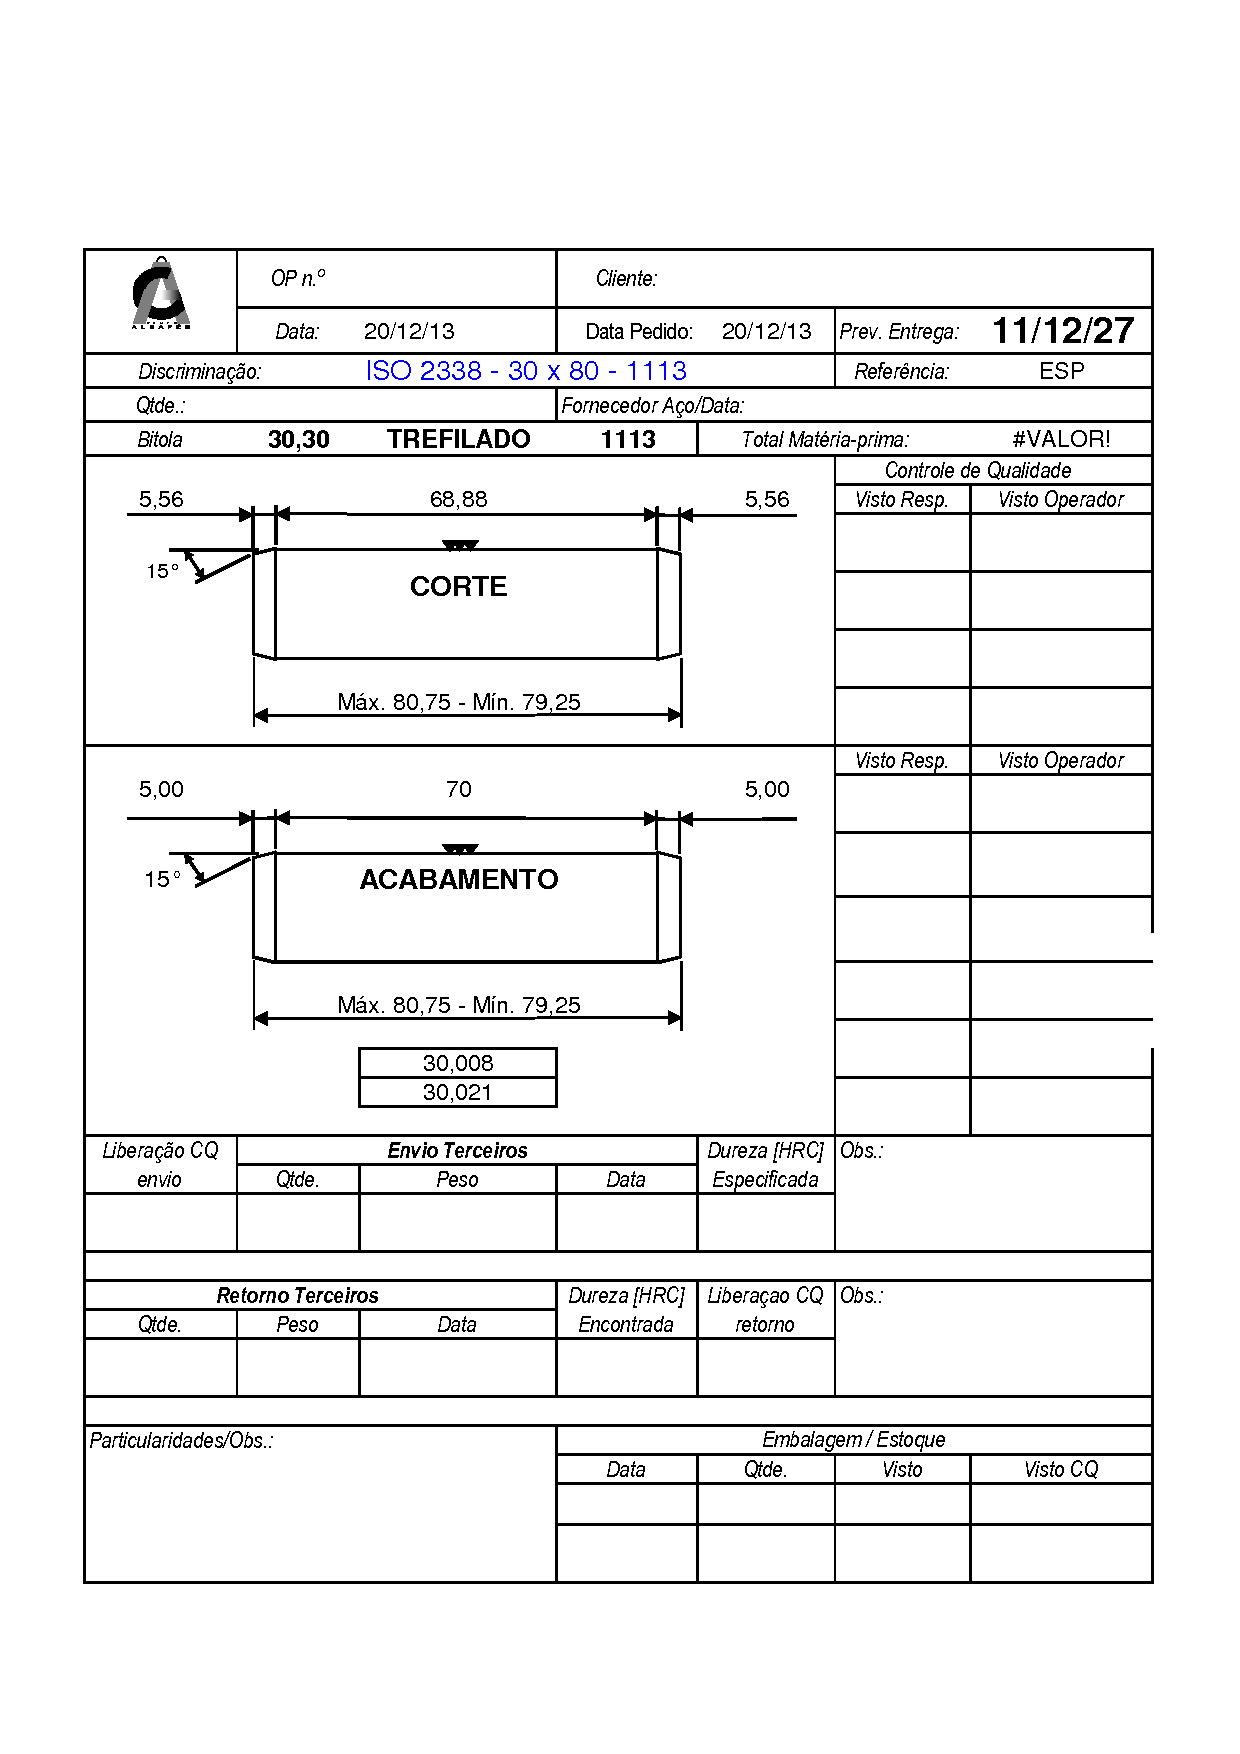 ALBAFER
OP n.º Cliente:
Data: 20/12/13 Data Pedido: 20/12/13 Prev. Entrega: 11/12/27
Discriminação: ISO 2338 - 30 x 80 - 1113 Referência: ESP
Qtde.: Fornecedor Aço/Data:
Bitola 30,30 TREFILADO 1113 Total Matéria-prima: #VALOR!
Controle de Qualidade
5,56 68,88 5,56 Visto Resp. Visto Operador
15°
CORTE
Máx. 80,75 - Mín. 79,25
Visto Resp. Visto Operador
5,00 70 5,00
15°
ACABAMENTO
Máx. 80,75 - Mín. 79,25
30,008
30,021
Liberação CQ Envio Terceiros Dureza [HRC] Obs.:
envio Qtde. Peso Data Especificada
Retorno Terceiros Dureza [HRC] Liberaçao CQ Obs.:
Qtde. Peso Data Encontrada retorno
Particularidades/Obs.: Embalagem / Estoque
Data Qtde. Visto Visto CQ